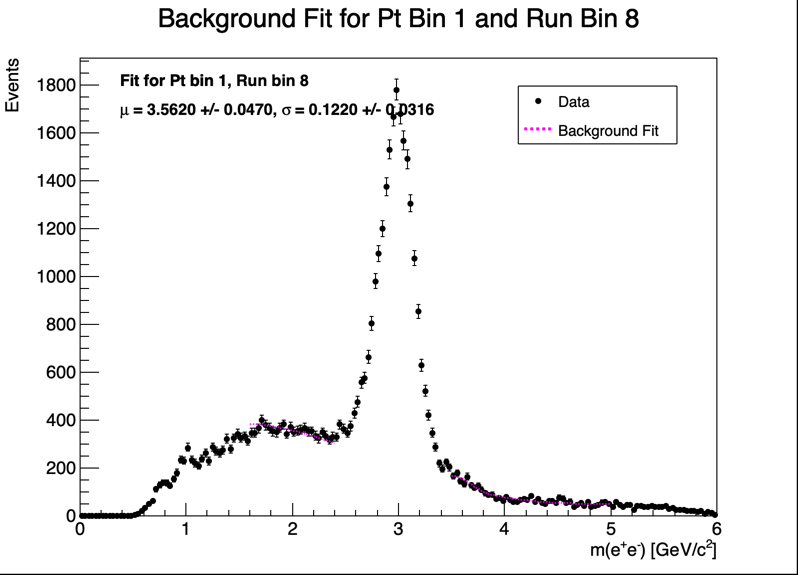 Background Fit for Pt Bin 1 and Run Bin 8
Events
Fit for Pt bin 1, Run bin 8
μ = 3.5620 +/- 0.0470, σ = 0.1220 +/- 0.0316
Data
Background Fit
1800
1600
1400
1200
1000
800
600
400
200
0
0 1 2 3 4 5 6
m(e⁺e⁻) [GeV/c²]